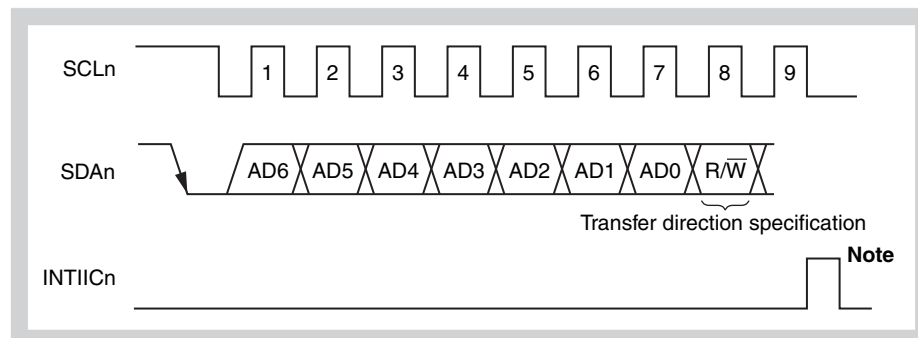 SCLn 1 2 3 4 5 6 7 8 9
SDAn AD6 AD5 AD4 AD3 AD2 AD1 AD0 R/W̅
Transfer direction specification
Note
INTIICn